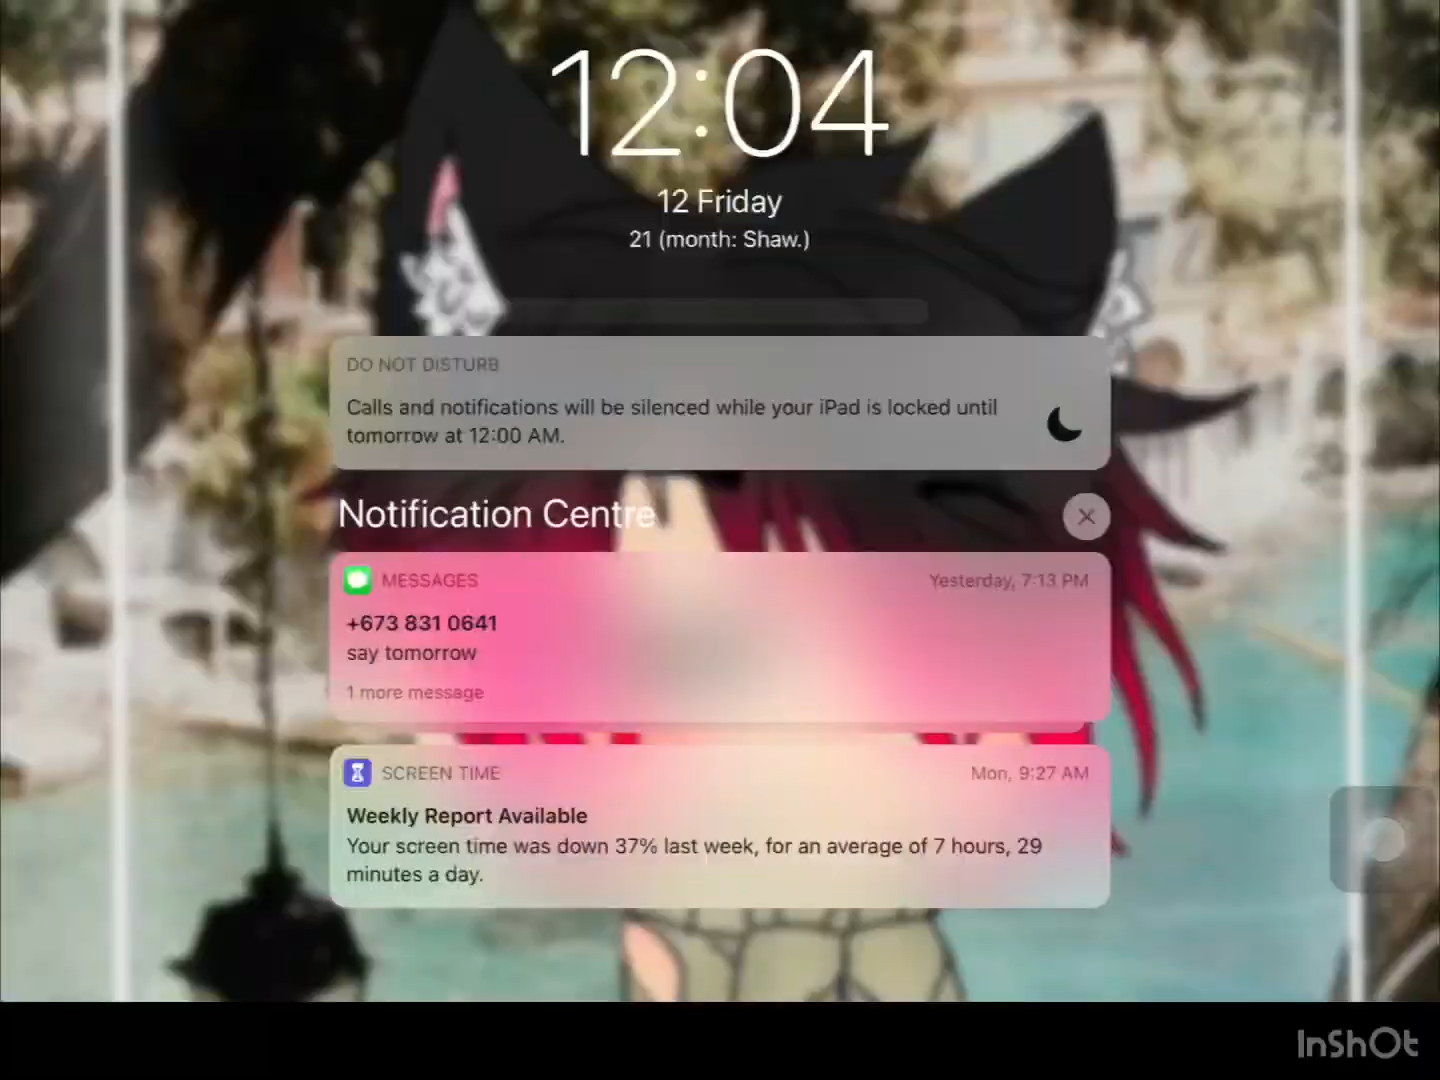 12:04
12 Friday
21 (month: Shaw.)
DO NOT DISTURB
Calls and notifications will be silenced while your iPad is locked until
tomorrow at 12:00 AM.
Notification Centre
MESSAGES
Yesterday, 7:13 PM
+673 831 0641
say tomorrow
1 more message
SCREEN TIME
Mon, 9:27 AM
Weekly Report Available
Your screen time was down 37% last week, for an average of 7 hours, 29
minutes a day.
InShOt